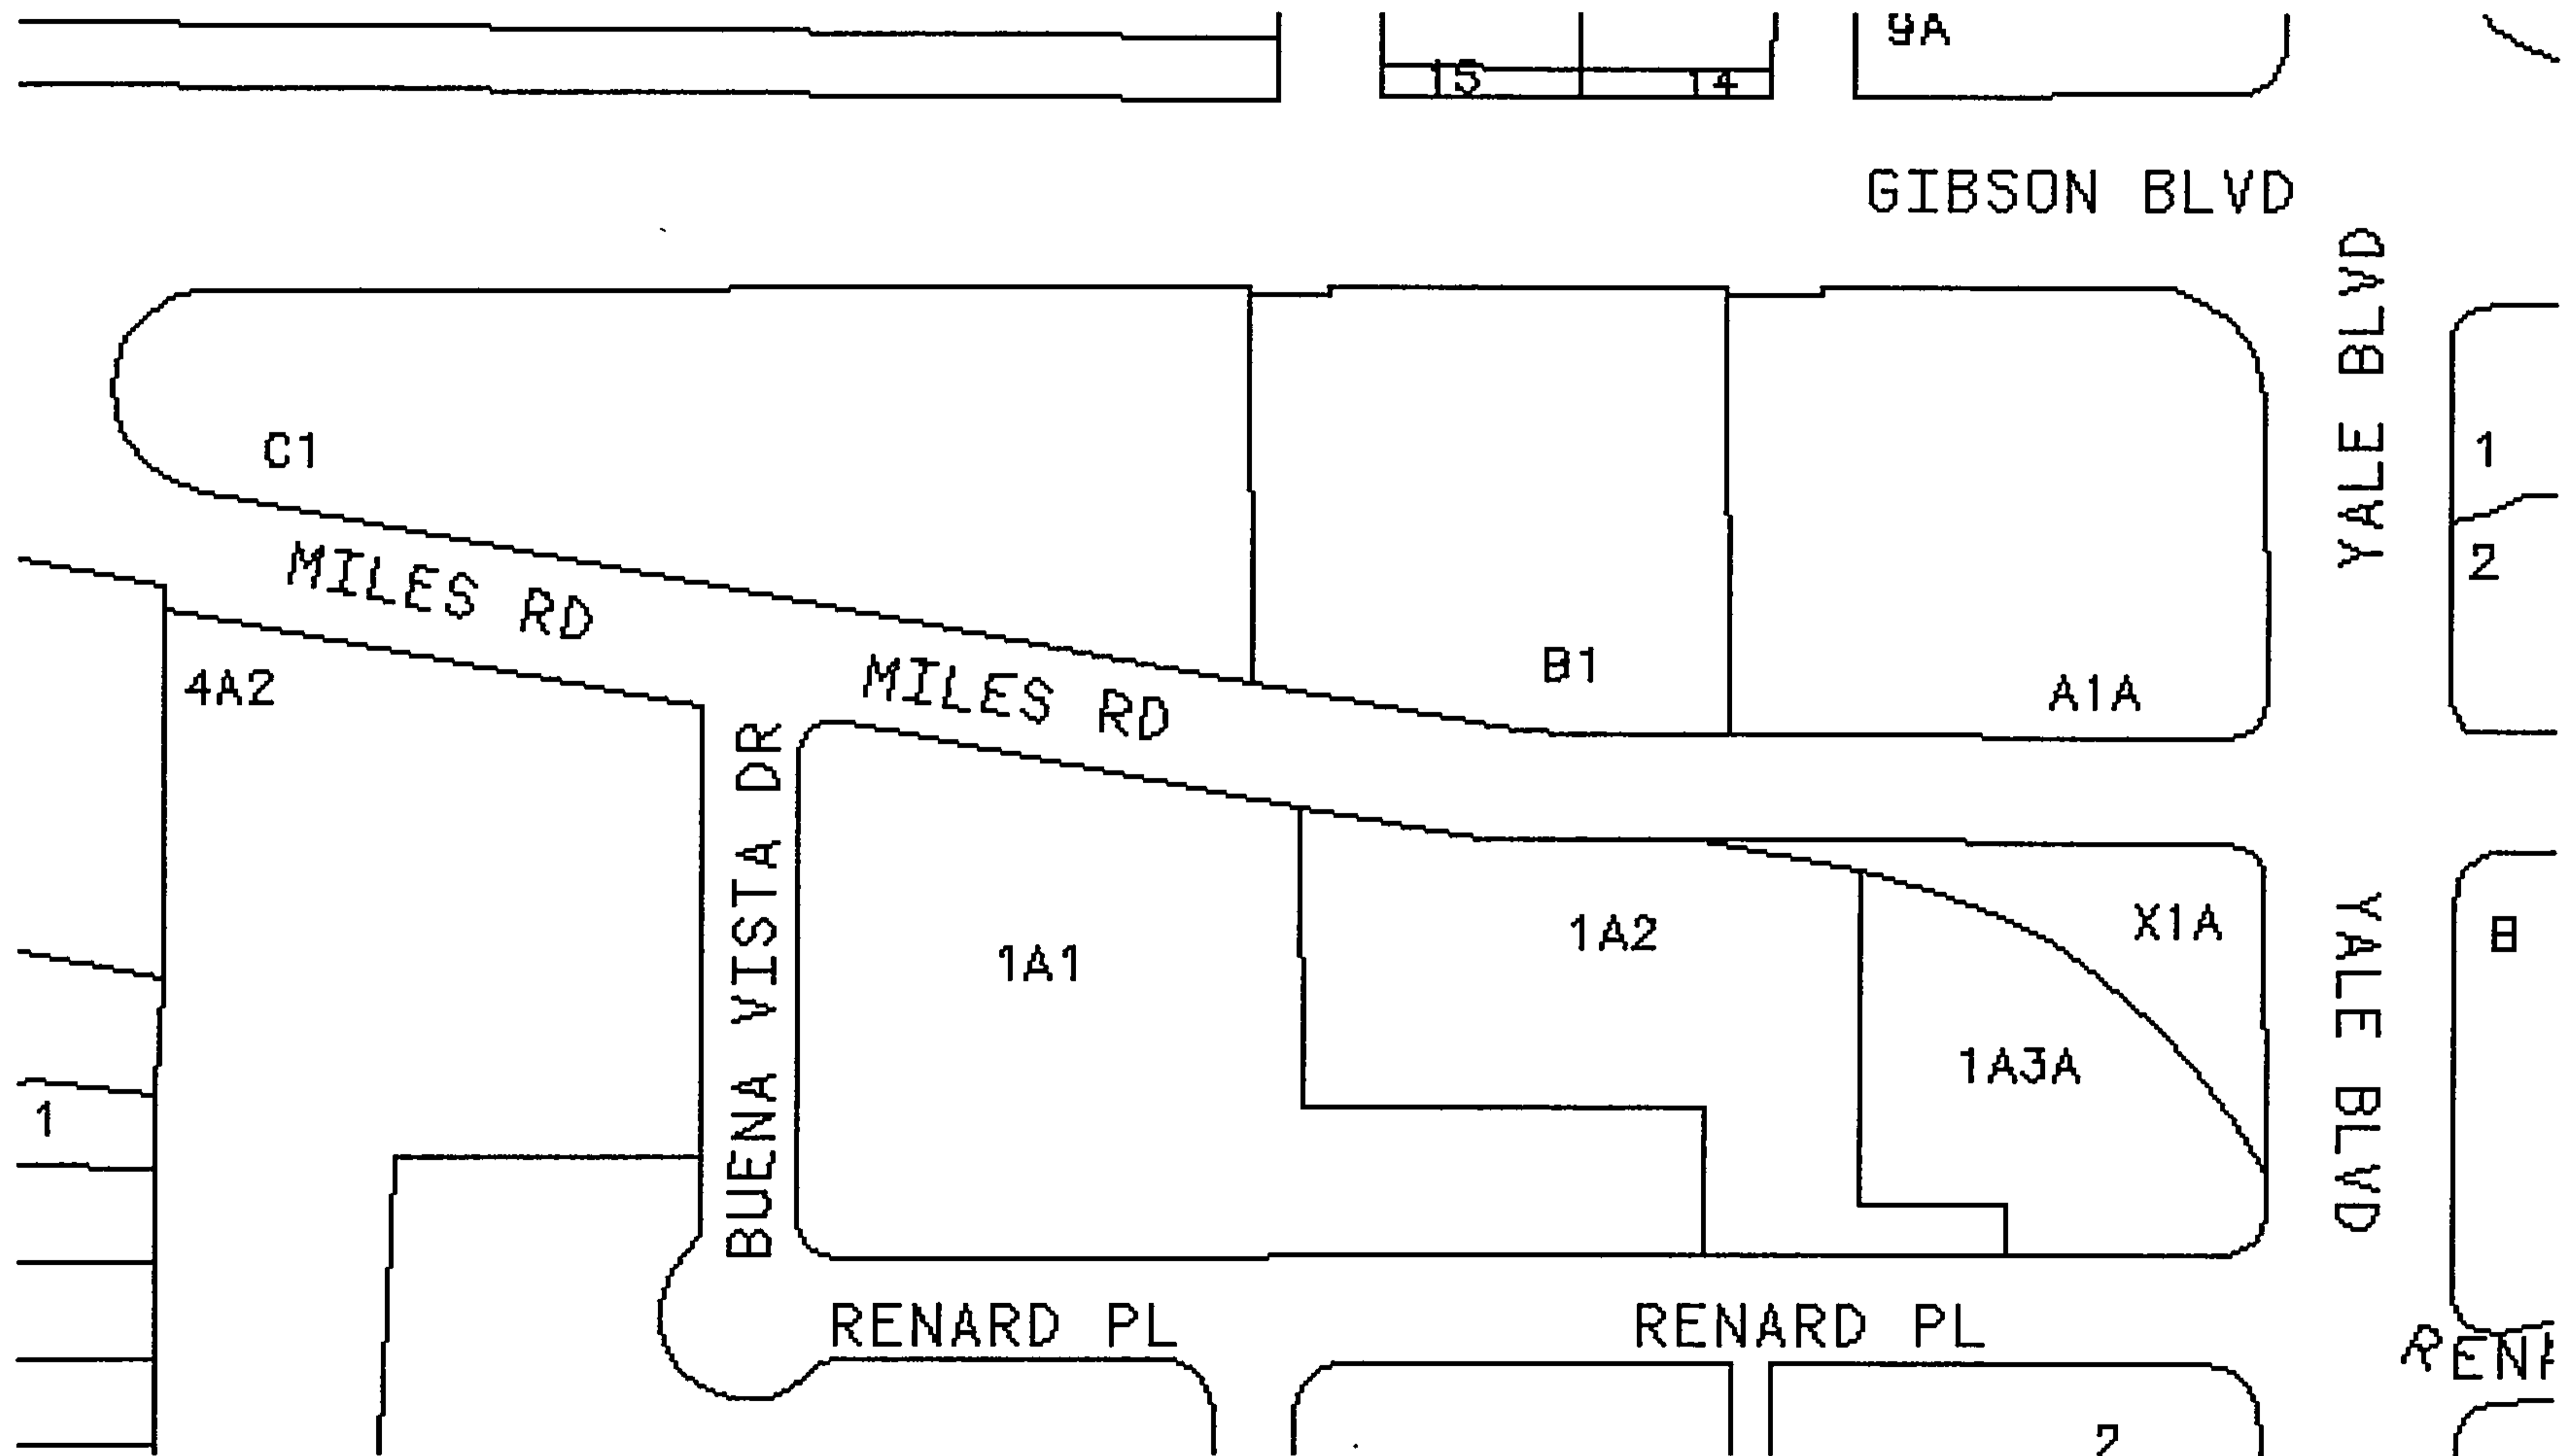 9A
15
14
GIBSON BLVD
YALE BLVD
C1
1
2
MILES RD
B1
4A2
MILES RD
A1A
BUENA VISTA DR
1A1
1A2
X1A
YALE BLVD
B
1A3A
1
RENARD PL
RENARD PL
2